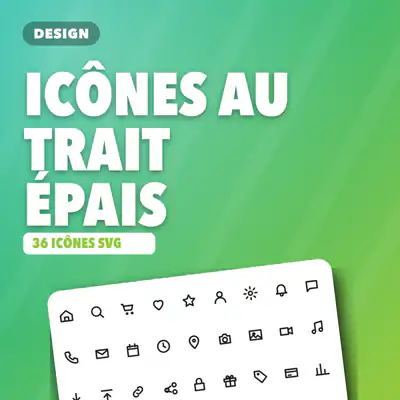 DESIGN
ICÔNES AU
TRAIT
ÉPAIS
36 ICÔNES SVG